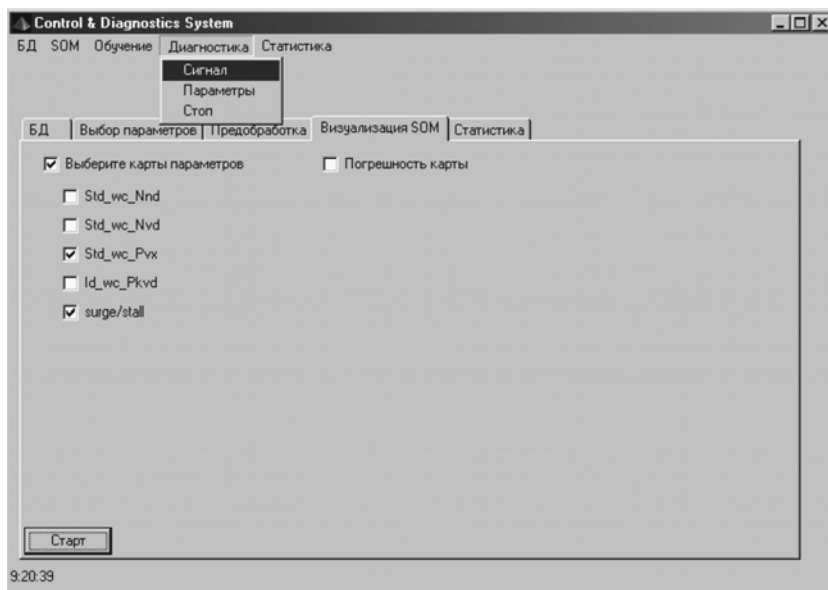 Control & Diagnostics System
БД SOM Обучение Диагностика Статистика
Сигнал
Параметры
Стоп
БД Выбор параметров Предобработка Визуализация SOM Статистика
Выберите карты параметров Погрешность карты
Std_wc_Nnd
Std_wc_Nvd
Std_wc_Pvx
Id_wc_Pkvd
surge/stall
Старт
9:20:39